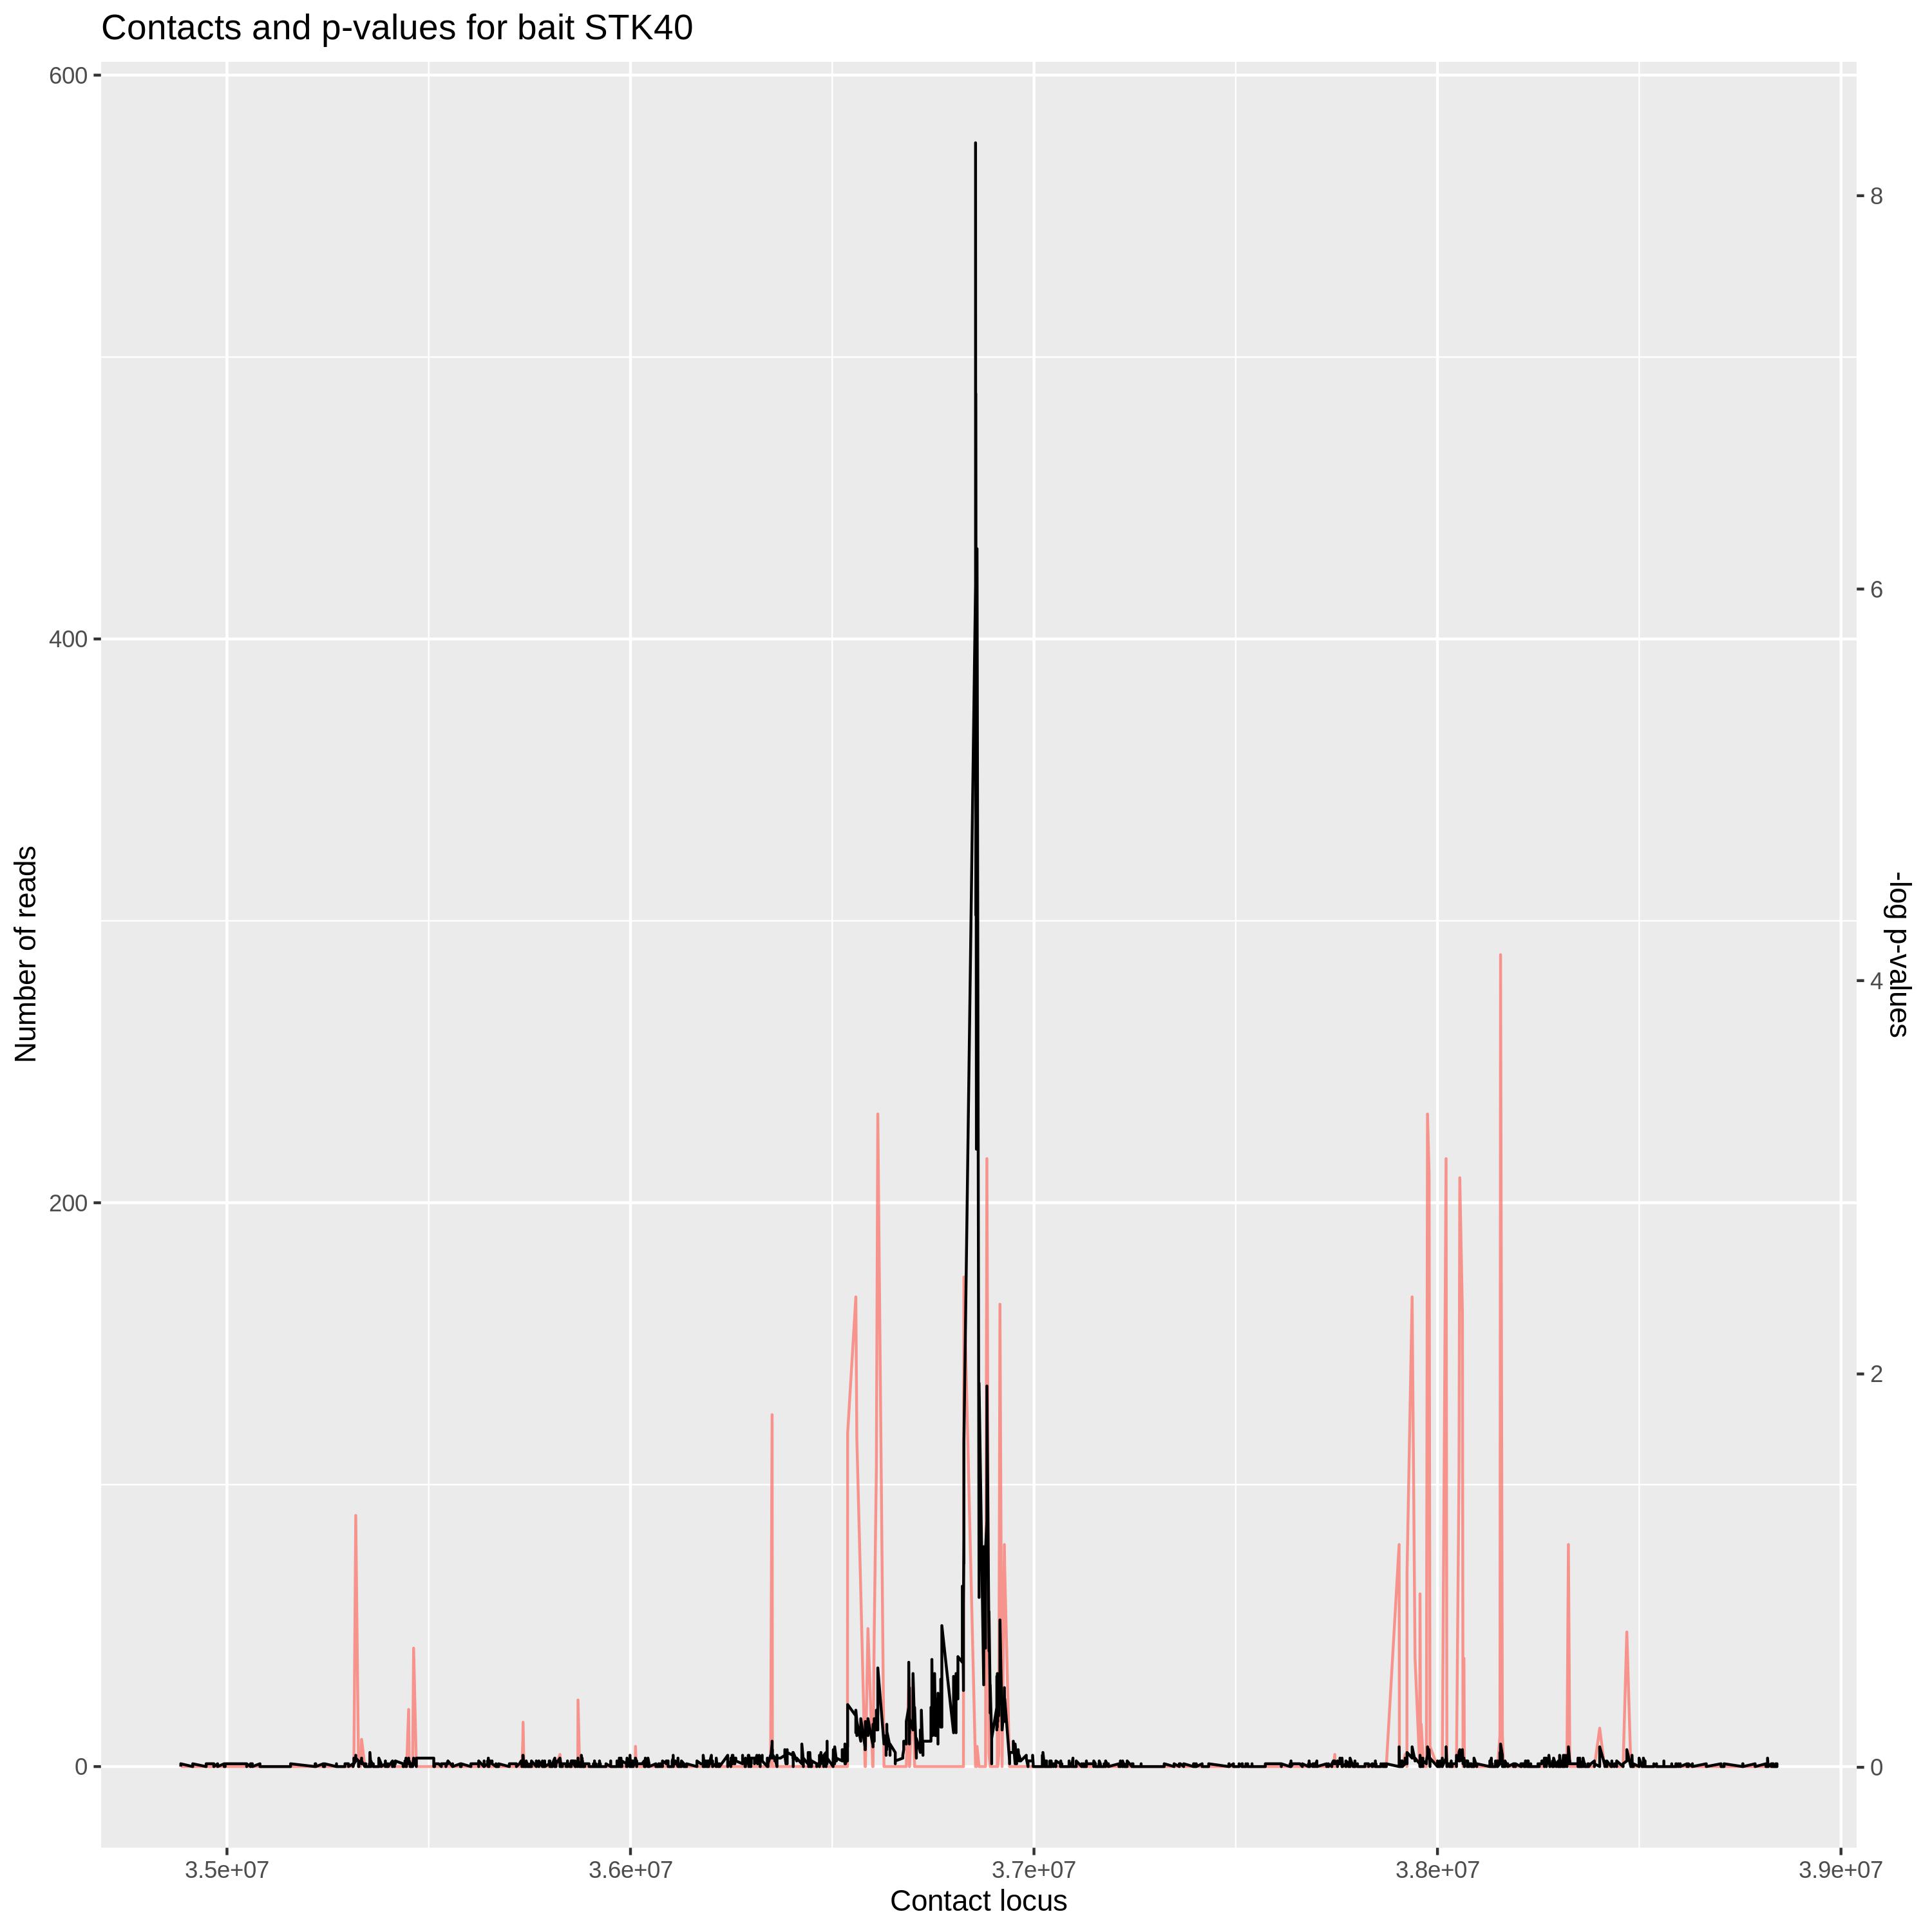 Contacts and p-values for bait STK40
600
400
200
0
Number of reads
8
6
4
2
0
-log p-values
3.5e+07
3.6e+07
3.7e+07
3.8e+07
3.9e+07
Contact locus